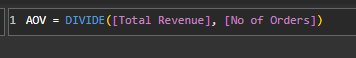 1 AOV = DIVIDE([Total Revenue], [No of Orders])